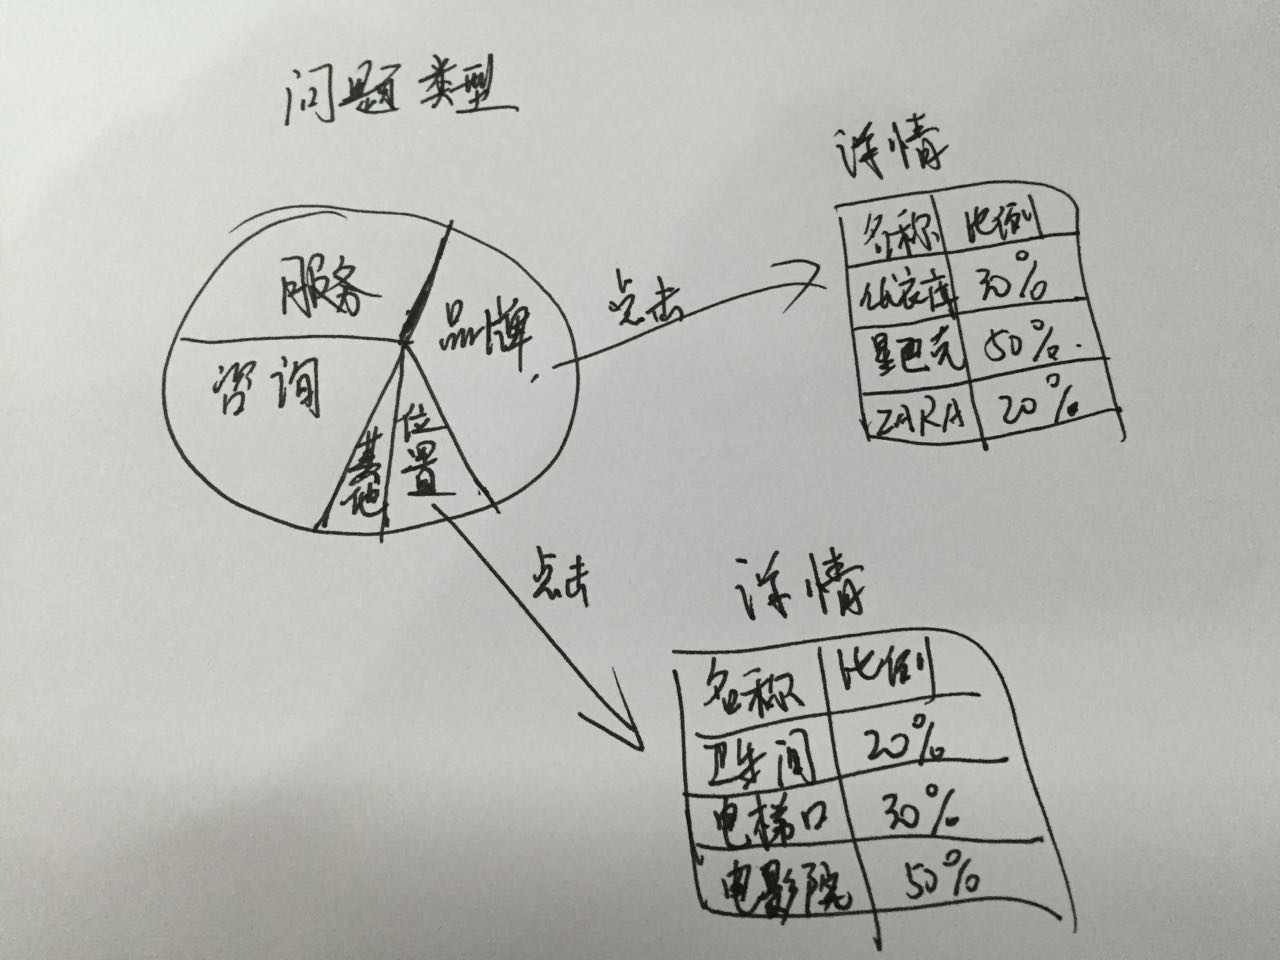 问题类型
服务
品牌
咨询
其他
位置
点击
详情
名称 比例
优衣库 30%
星巴克 50%
ZARA 20%
点击
详情
名称 比例
卫生间 20%
电梯口 30%
电影院 50%